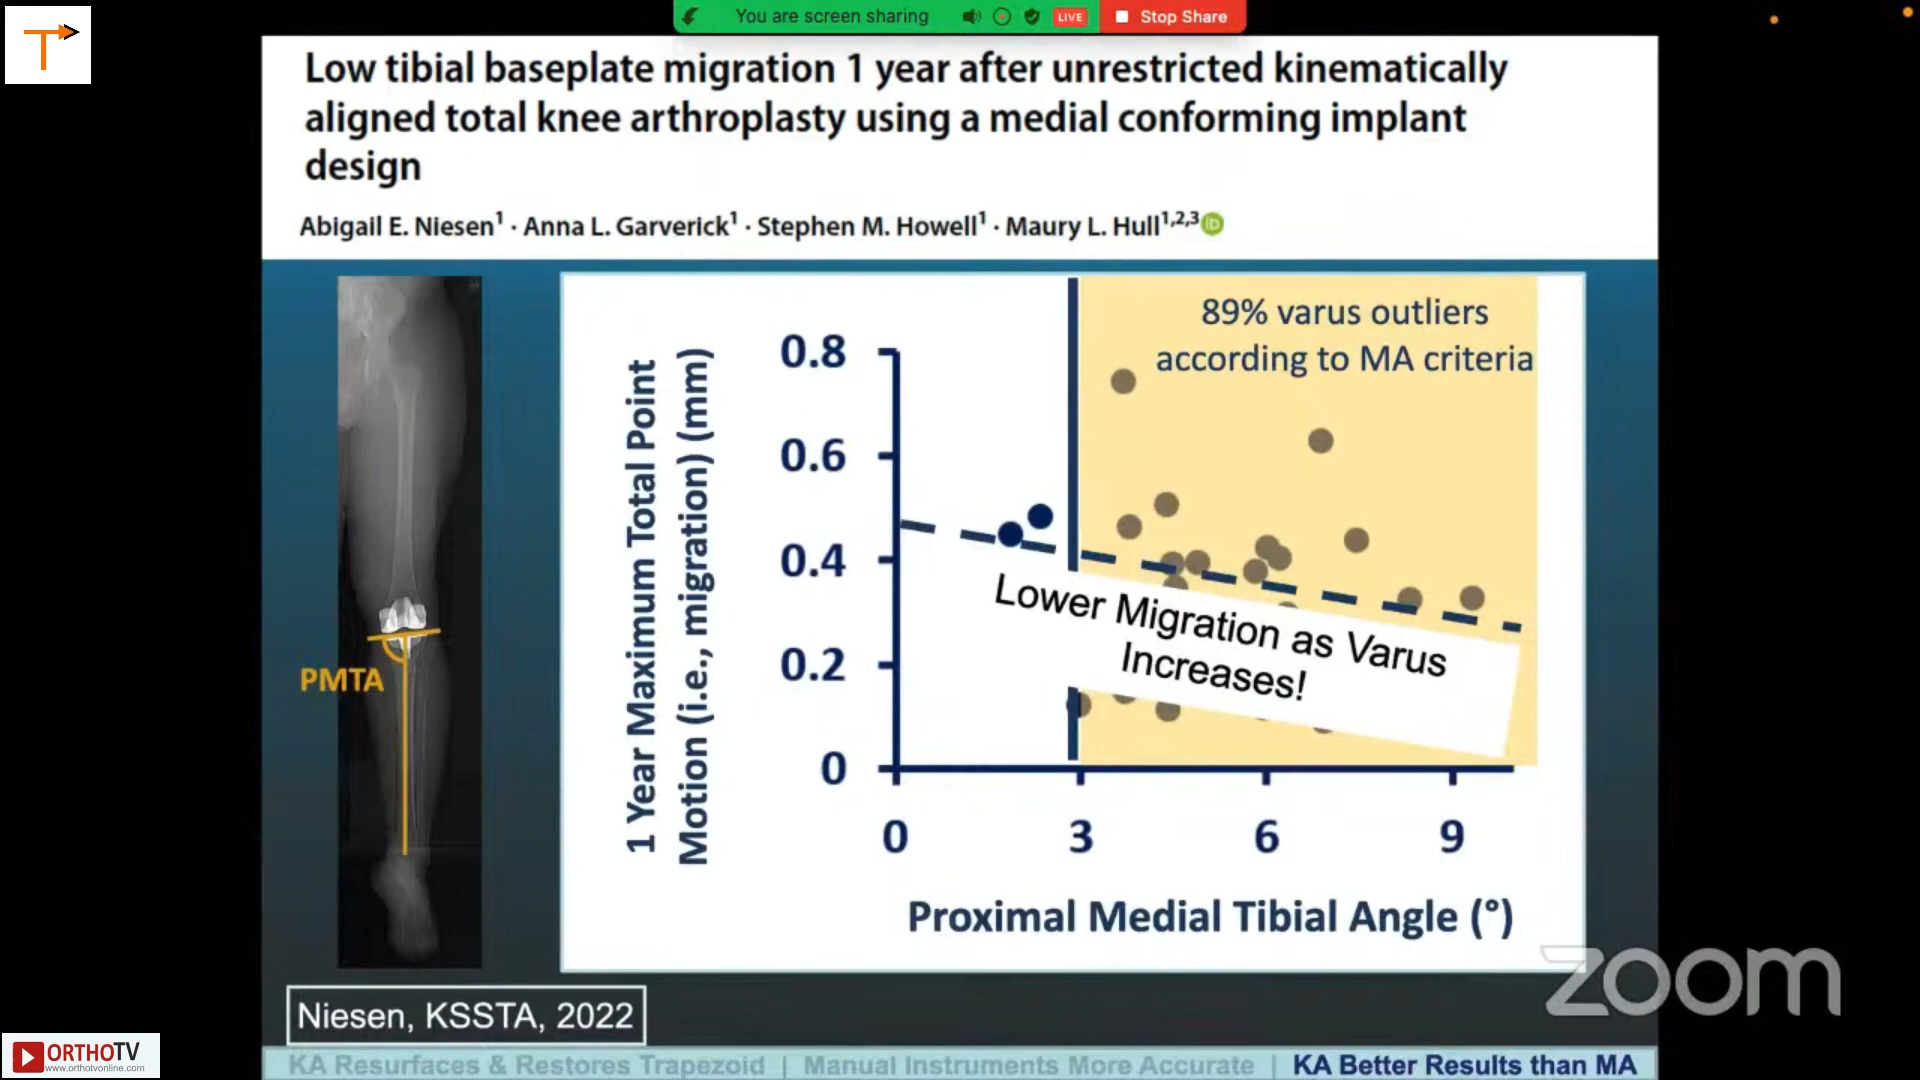 You are screen sharing
LIVE
Stop Share
T
Low tibial baseplate migration 1 year after unrestricted kinematically
aligned total knee arthroplasty using a medial conforming implant
design
Abigail E. Niesen1 · Anna L. Garverick1 · Stephen M. Howell1 · Maury L. Hull1,2,3 iD
PMTA
1 Year Maximum Total Point
Motion (i.e., migration) (mm)
0.8
0.6
0.4
0.2
0
89% varus outliers
according to MA criteria
Lower Migration as Varus
Increases!
0 3 6 9
Proximal Medial Tibial Angle (°)
Niesen, KSSTA, 2022
zoom
ORTHOTV
www.orthotvonline.com
KA Resurfaces & Restores Trapezoid | Manual Instruments More Accurate | KA Better Results than MA